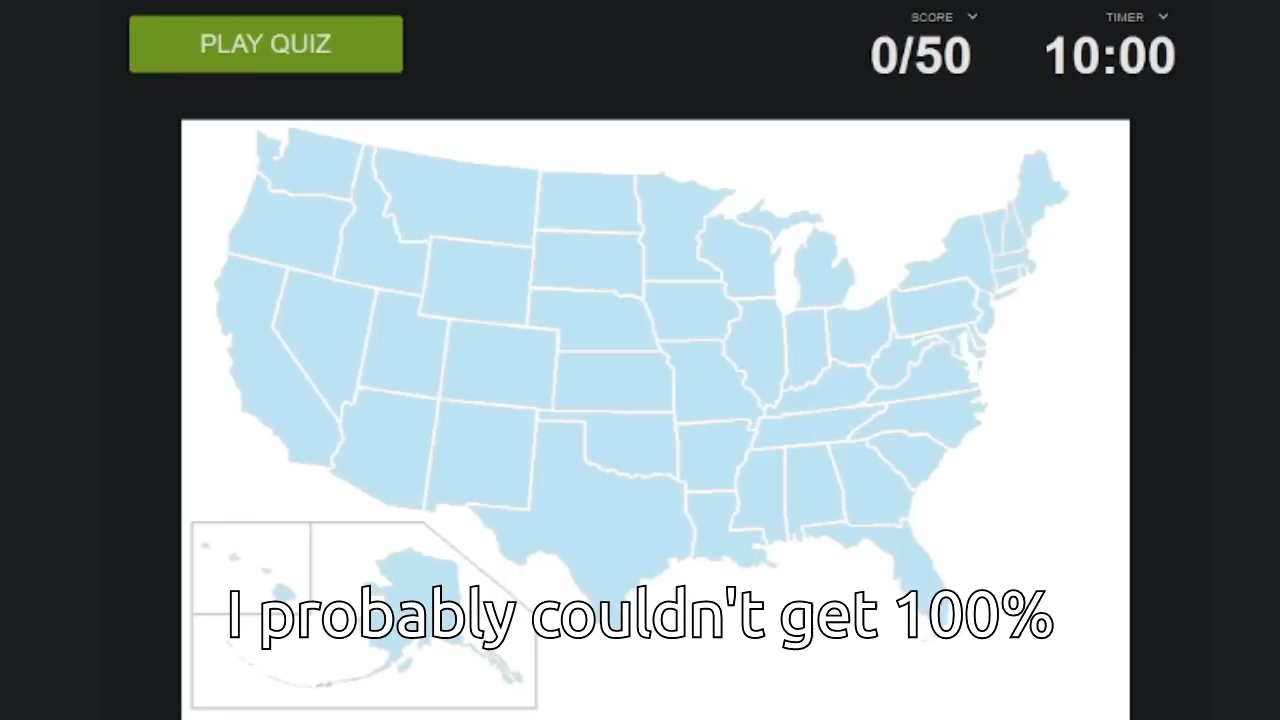 PLAY QUIZ
SCORE
TIMER
0/50
10:00
I probably couldn't get 100%